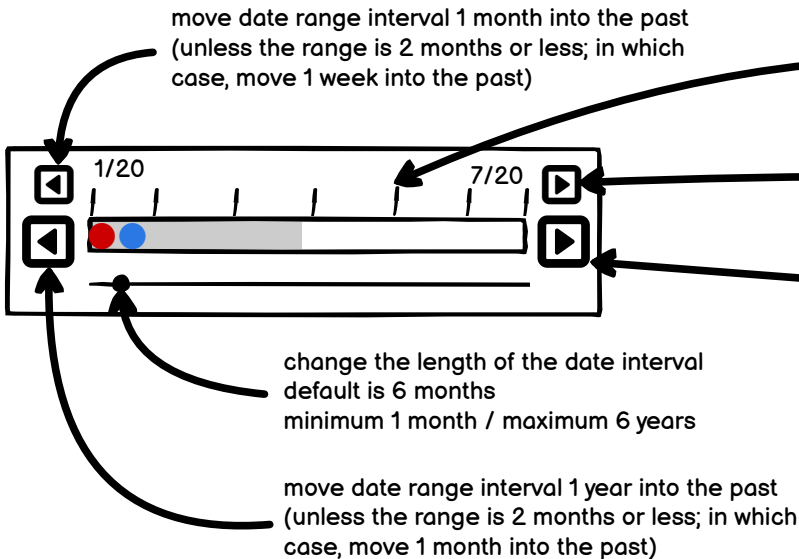 move date range interval 1 month into the past
(unless the range is 2 months or less; in which
case, move 1 week into the past)
1/20
7/20
change the length of the date interval
default is 6 months
minimum 1 month / maximum 6 years
move date range interval 1 year into the past
(unless the range is 2 months or less; in which
case, move 1 month into the past)